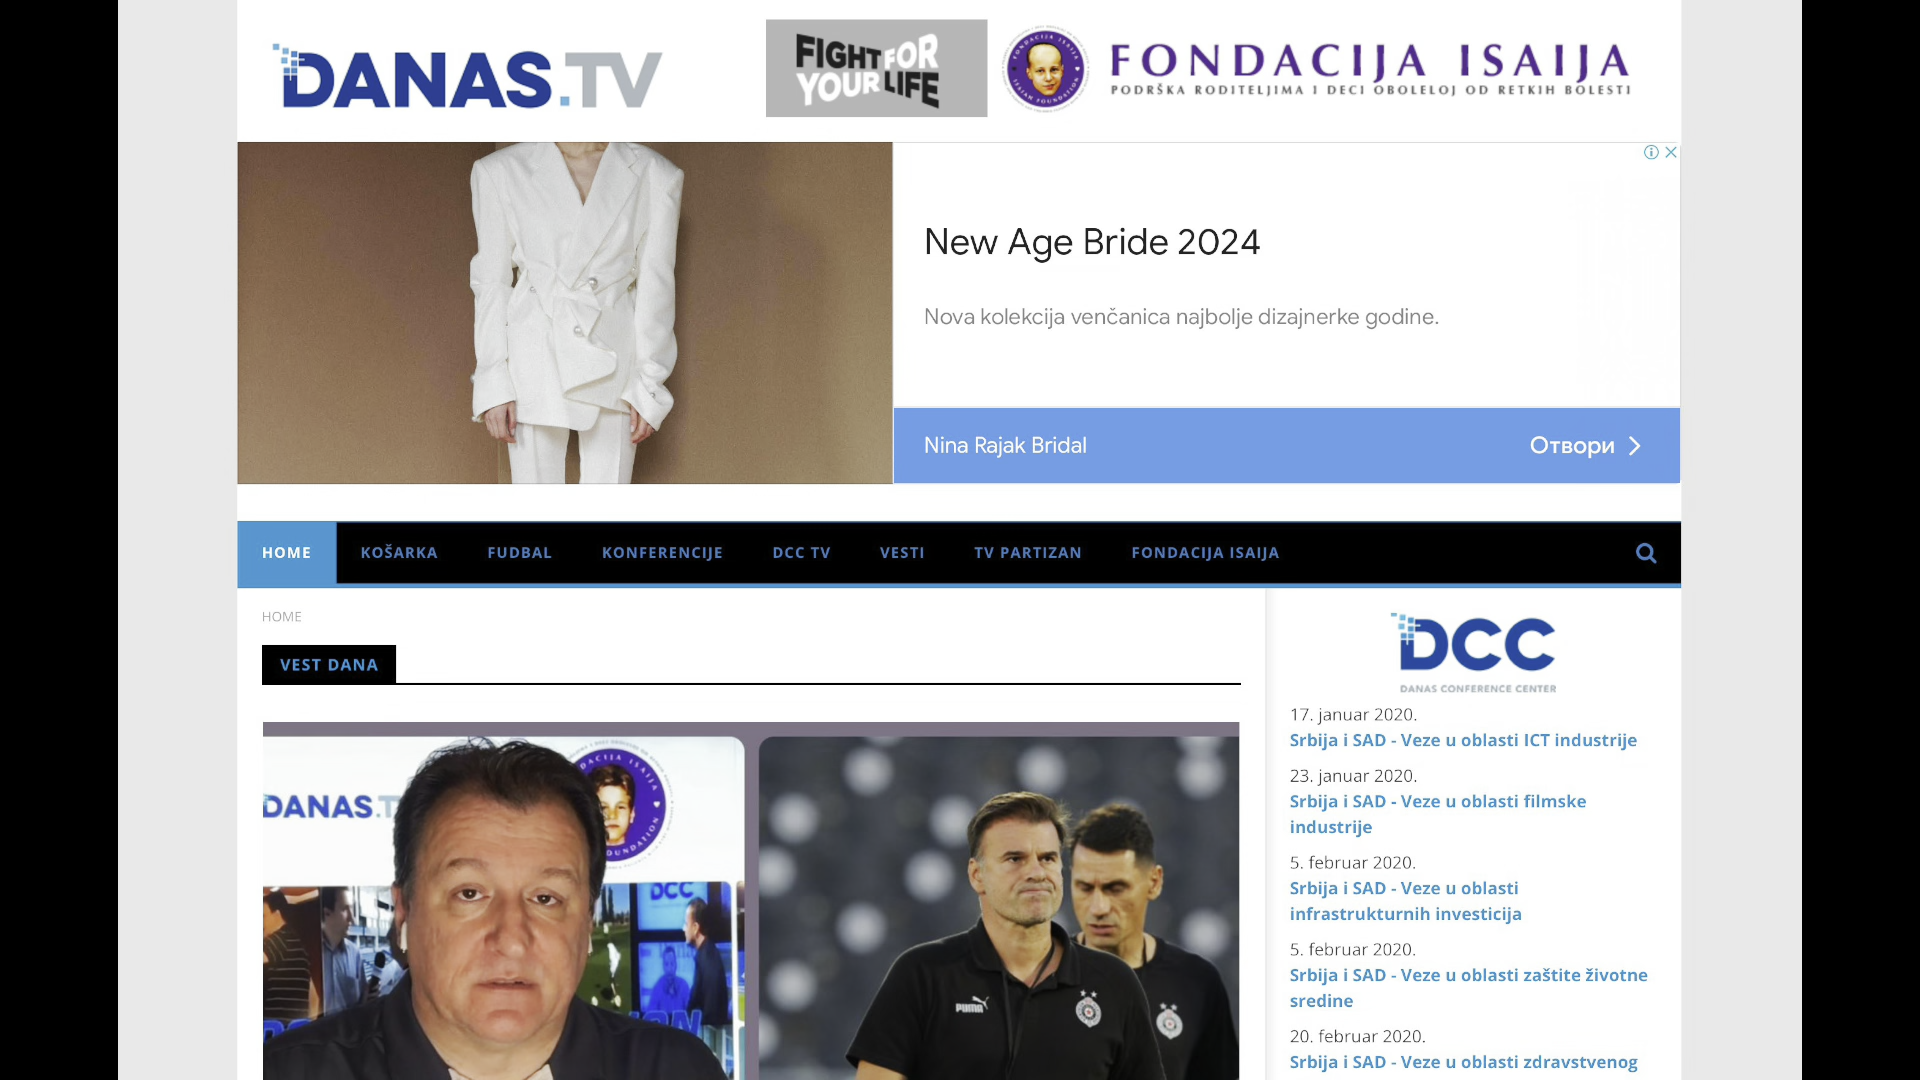 DANAS.TV
FIGHT FOR
YOUR LIFE
FONDACIJA ISAIJA
PODRŠKA RODITELJIMA I DECI OBOLELOJ OD RETKIH BOLESTI
New Age Bride 2024
Nova kolekcija venčanica najbolje dizajnerke godine.
Nina Rajak Bridal
Отвори
HOME
KOŠARKA
FUDBAL
KONFERENCIJE
DCC TV
VESTI
TV PARTIZAN
FONDACIJA ISAIJA
HOME
VEST DANA
DANAS.T
DCC
PUMA
DCC
DANAS CONFERENCE CENTER
17. januar 2020.
Srbija i SAD - Veze u oblasti ICT industrije
23. januar 2020.
Srbija i SAD - Veze u oblasti filmske
industrije
5. februar 2020.
Srbija i SAD - Veze u oblasti
infrastrukturnih investicija
5. februar 2020.
Srbija i SAD - Veze u oblasti zaštite životne
sredine
20. februar 2020.
Srbija i SAD - Veze u oblasti zdravstvenog